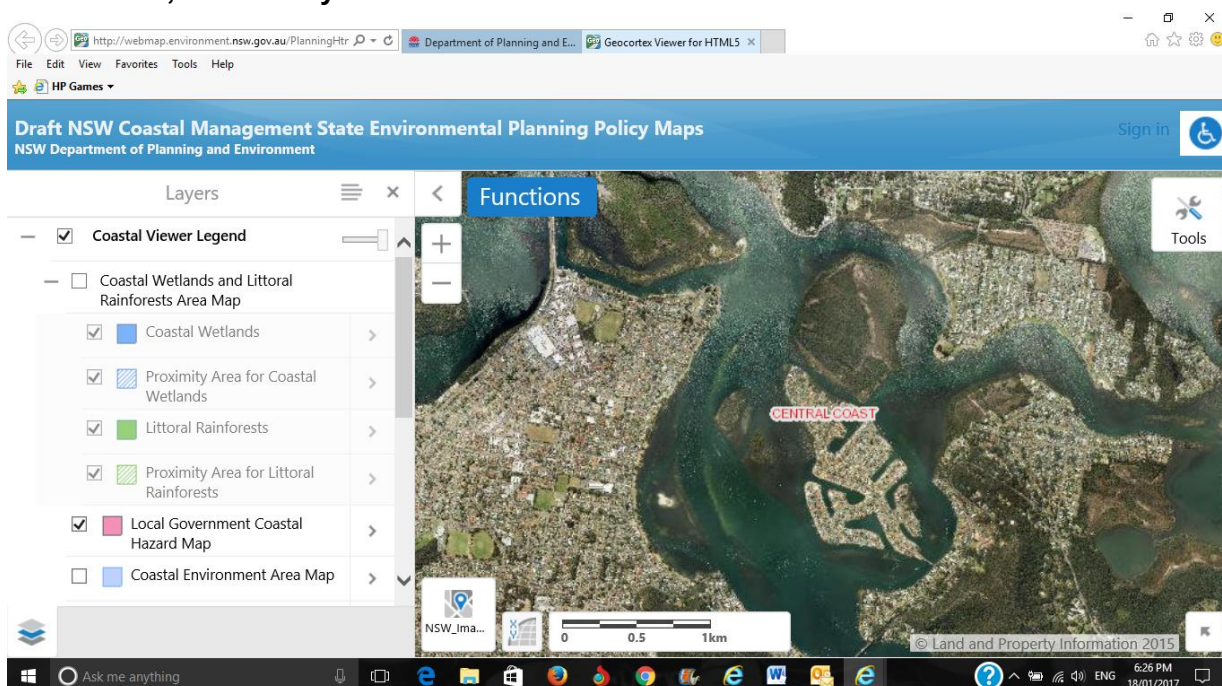 http://webmap.environment.nsw.gov.au/PlanningHtr
Department of Planning and E...
Geocortex Viewer for HTML5
File Edit View Favorites Tools Help
HP Games
Draft NSW Coastal Management State Environmental Planning Policy Maps
NSW Department of Planning and Environment
Sign in
Layers
Functions
Tools
Coastal Viewer Legend
Coastal Wetlands and Littoral
Rainforests Area Map
Coastal Wetlands
Proximity Area for Coastal
Wetlands
Littoral Rainforests
Proximity Area for Littoral
Rainforests
Local Government Coastal
Hazard Map
Coastal Environment Area Map
CENTRAL COAST
NSW_Ima...
X
Y
0 0.5 1km
© Land and Property Information 2015
Ask me anything
ENG
6:26 PM
18/01/2017